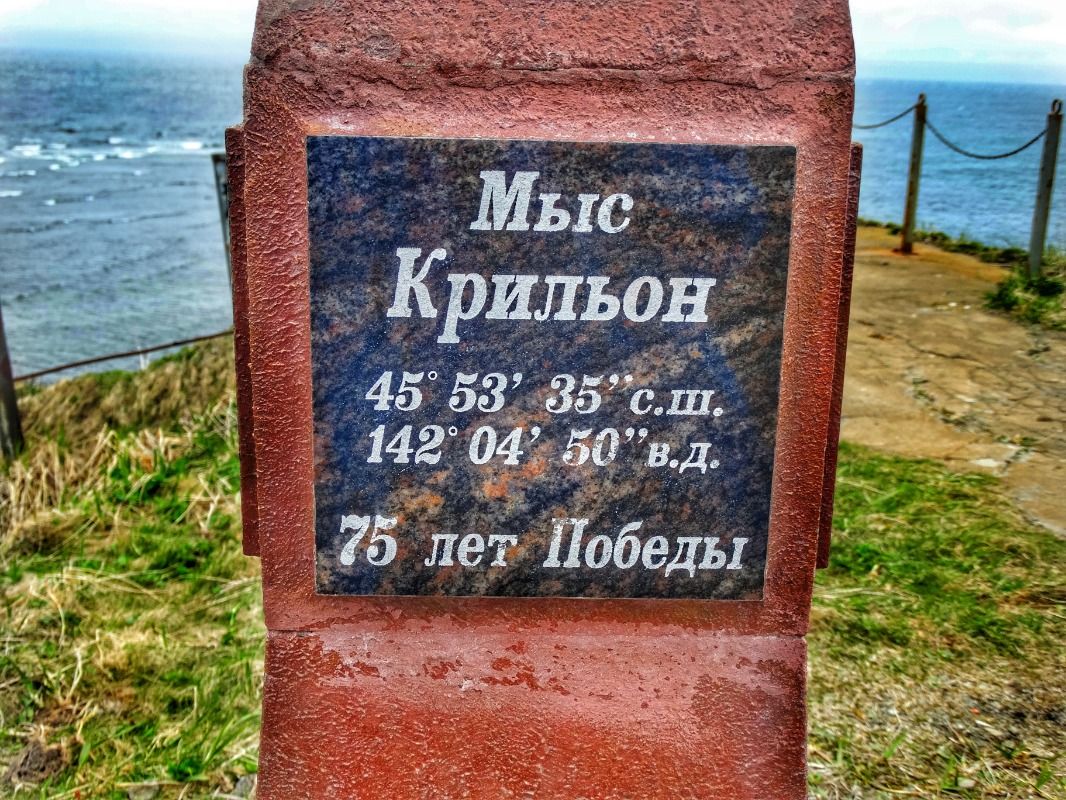 Мыс
Крильон
45° 53' 35" с.ш.
142° 04' 50" в.д.
75 лет Победы